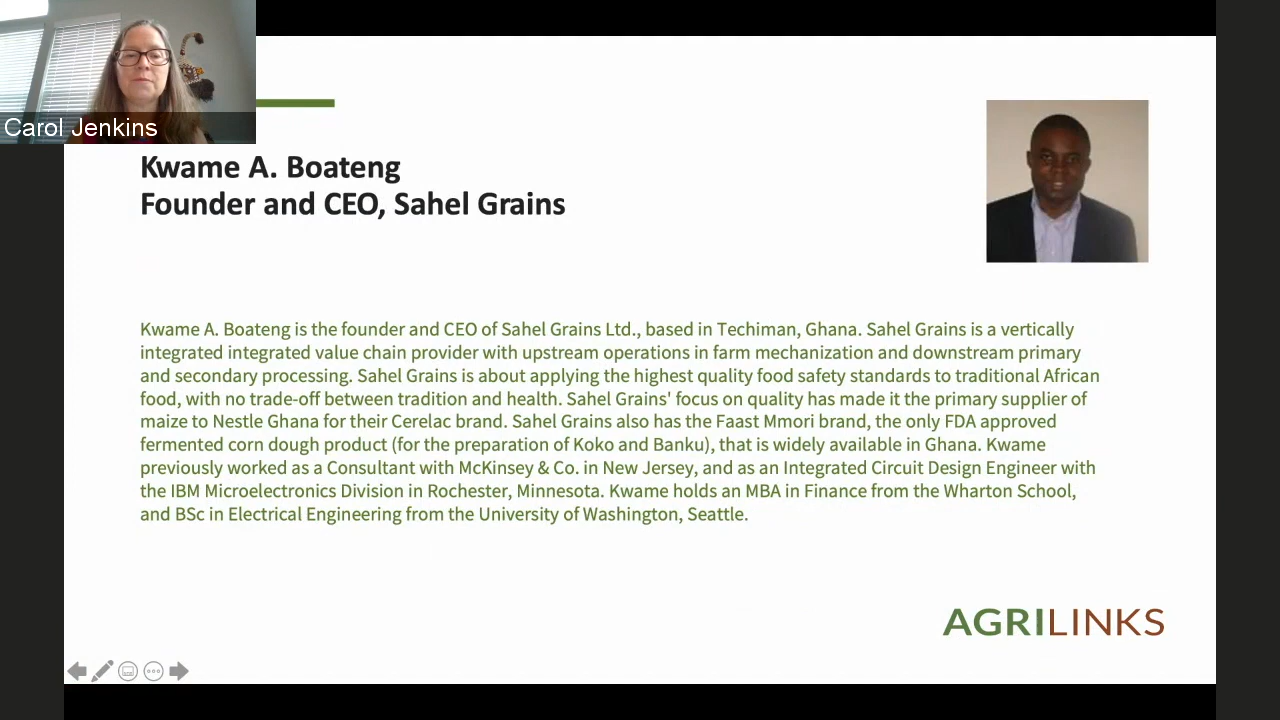 Carol Jenkins
Kwame A. Boateng
Founder and CEO, Sahel Grains
Kwame A. Boateng is the founder and CEO of Sahel Grains Ltd., based in Techiman, Ghana. Sahel Grains is a vertically
integrated integrated value chain provider with upstream operations in farm mechanization and downstream primary
and secondary processing. Sahel Grains is about applying the highest quality food safety standards to traditional African
food, with no trade-off between tradition and health. Sahel Grains' focus on quality has made it the primary supplier of
maize to Nestle Ghana for their Cerelac brand. Sahel Grains also has the Faast Mmori brand, the only FDA approved
fermented corn dough product (for the preparation of Koko and Banku), that is widely available in Ghana. Kwame
previously worked as a Consultant with McKinsey & Co. in New Jersey, and as an Integrated Circuit Design Engineer with
the IBM Microelectronics Division in Rochester, Minnesota. Kwame holds an MBA in Finance from the Wharton School,
and BSc in Electrical Engineering from the University of Washington, Seattle.
AGRILINKS